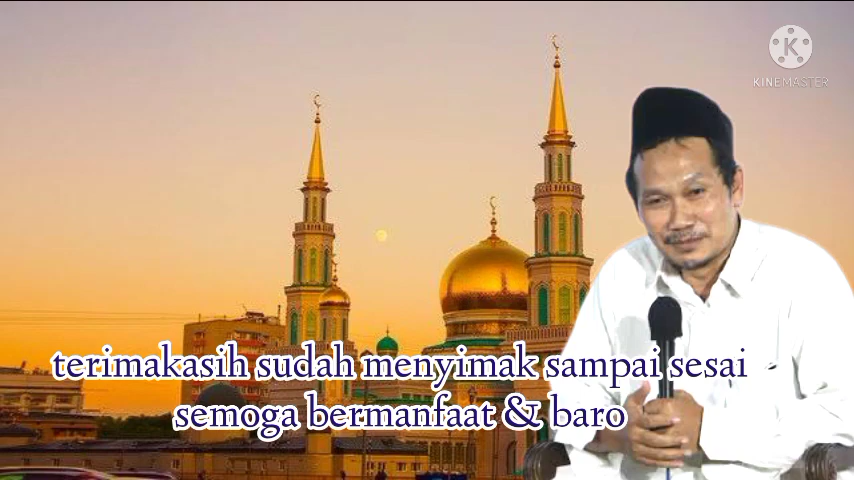 KINEMASTER
terimakasih sudah menyimak sampai sesai
semoga bermanfaat & baro